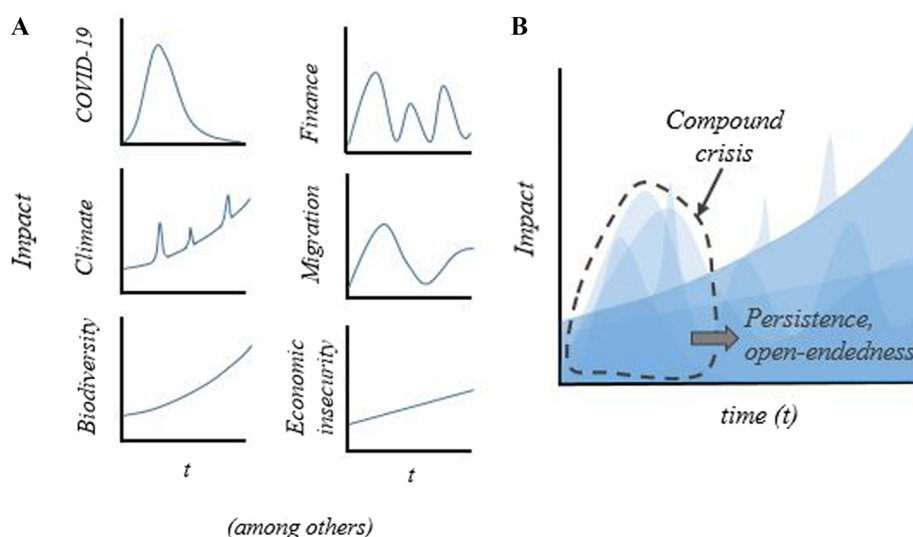 A
COVID-19
Finance
Impact
Climate
Migration
Biodiversity
Economic
insecurity
t
t
(among others)
B
Compound
crisis
Impact
Persistence,
open-endedness
time (t)